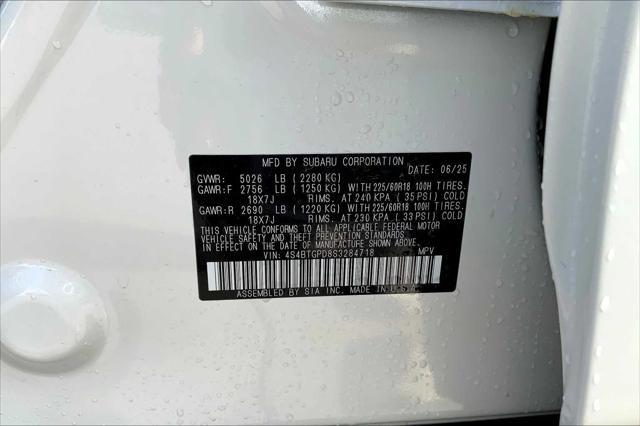 MFD BY SUBARU CORPORATION DATE: 06/25
GVWR: 5026 LB (2280 KG)
GAWR:F 2756 LB (1250 KG) WITH 225/60R18 100H TIRES,
18X7J RIMS, AT 240 KPA (35 PSI) COLD
GAWR:R 2690 LB (1220 KG) WITH 225/60R18 100H TIRES,
18X7J RIMS, AT 230 KPA (33 PSI) COLD
THIS VEHICLE CONFORMS TO ALL APPLICABLE FEDERAL MOTOR
VEHICLE SAFETY AND THEFT PREVENTION STANDARDS
IN EFFECT ON THE DATE OF MANUFACTURE SHOWN ABOVE.
VIN: 4S4BTGPD8S3284718 MPV
ASSEMBLED BY SIA INC. MADE IN U.S.A.